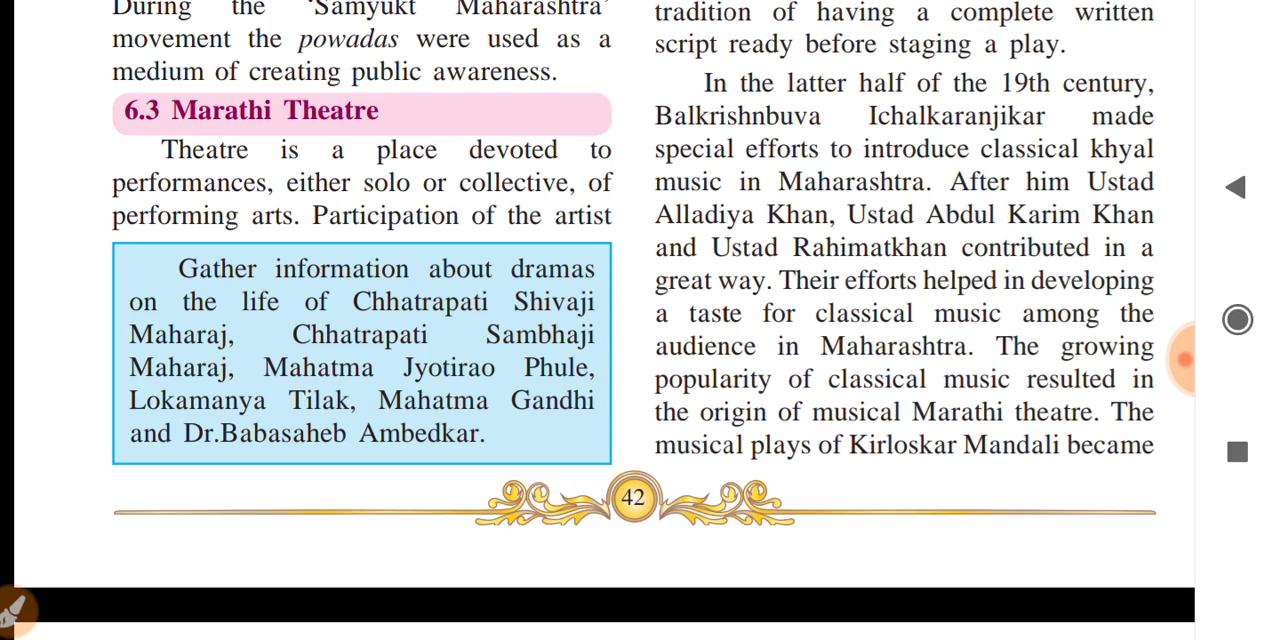 During the ‘Samyukt Maharashtra’
movement the powadas were used as a
medium of creating public awareness.
6.3 Marathi Theatre
Theatre is a place devoted to
performances, either solo or collective, of
performing arts. Participation of the artist
Gather information about dramas
on the life of Chhatrapati Shivaji
Maharaj, Chhatrapati Sambhaji
Maharaj, Mahatma Jyotirao Phule,
Lokamanya Tilak, Mahatma Gandhi
and Dr.Babasaheb Ambedkar.
tradition of having a complete written
script ready before staging a play.
In the latter half of the 19th century,
Balkrishnbuva Ichalkaranjikar made
special efforts to introduce classical khyal
music in Maharashtra. After him Ustad
Alladiya Khan, Ustad Abdul Karim Khan
and Ustad Rahimatkhan contributed in a
great way. Their efforts helped in developing
a taste for classical music among the
audience in Maharashtra. The growing
popularity of classical music resulted in
the origin of musical Marathi theatre. The
musical plays of Kirloskar Mandali became
42